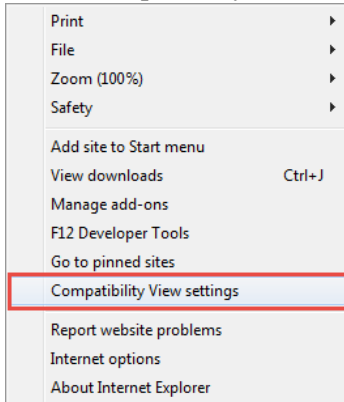 Print
File
Zoom (100%)
Safety
Add site to Start menu
View downloads Ctrl+J
Manage add-ons
F12 Developer Tools
Go to pinned sites
Compatibility View settings
Report website problems
Internet options
About Internet Explorer